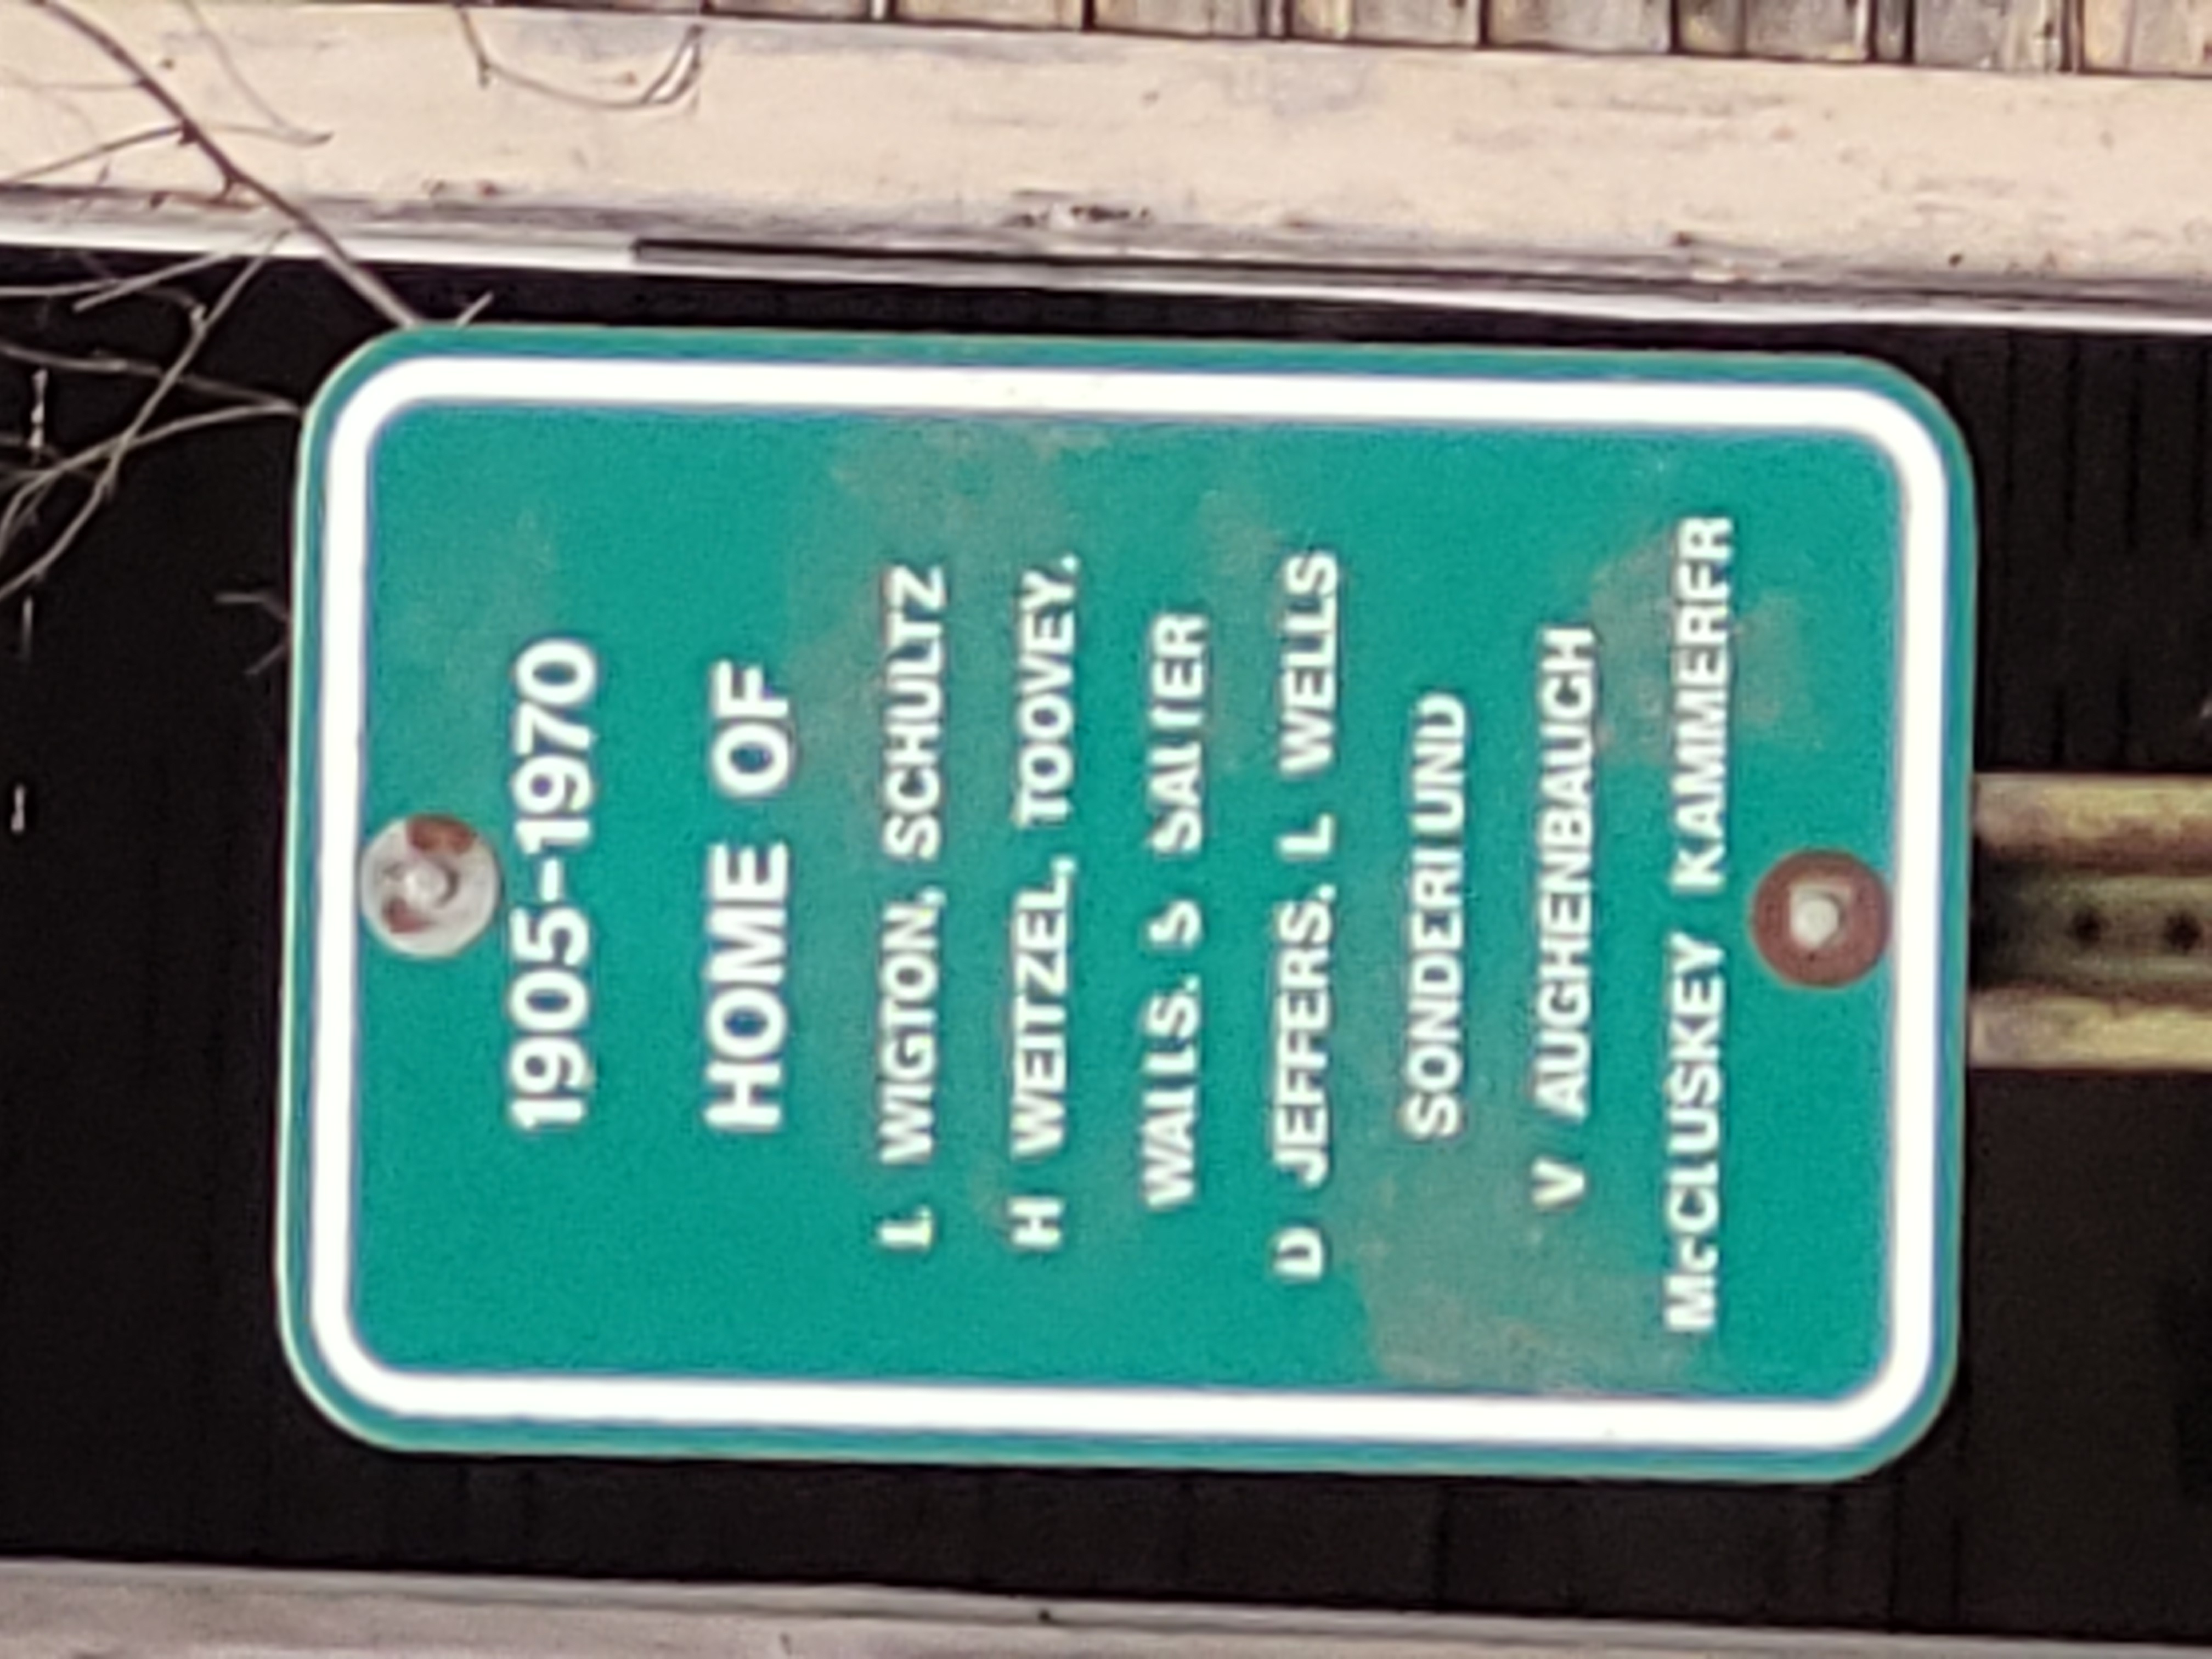 1905-1970
HOME OF
L WIGTON, SCHULTZ
H WEITZEL, TOOVEY.
WALLS. S SALTER
D JEFFERS. L WELLS
SONDERLUND
V AUGHENBAUGH
McCLUSKEY KAMMERER